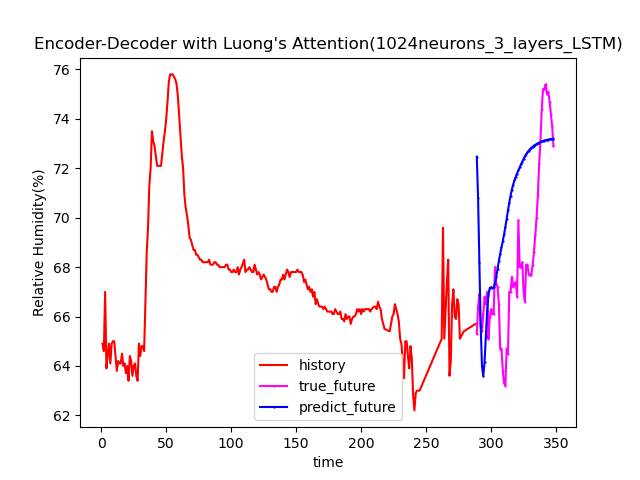 Encoder-Decoder with Luong's Attention(1024neurons_3_layers_LSTM)
76
74
72
70
68
66
64
62
Relative Humidity(%)
history
true_future
predict_future
0 50 100 150 200 250 300 350
time